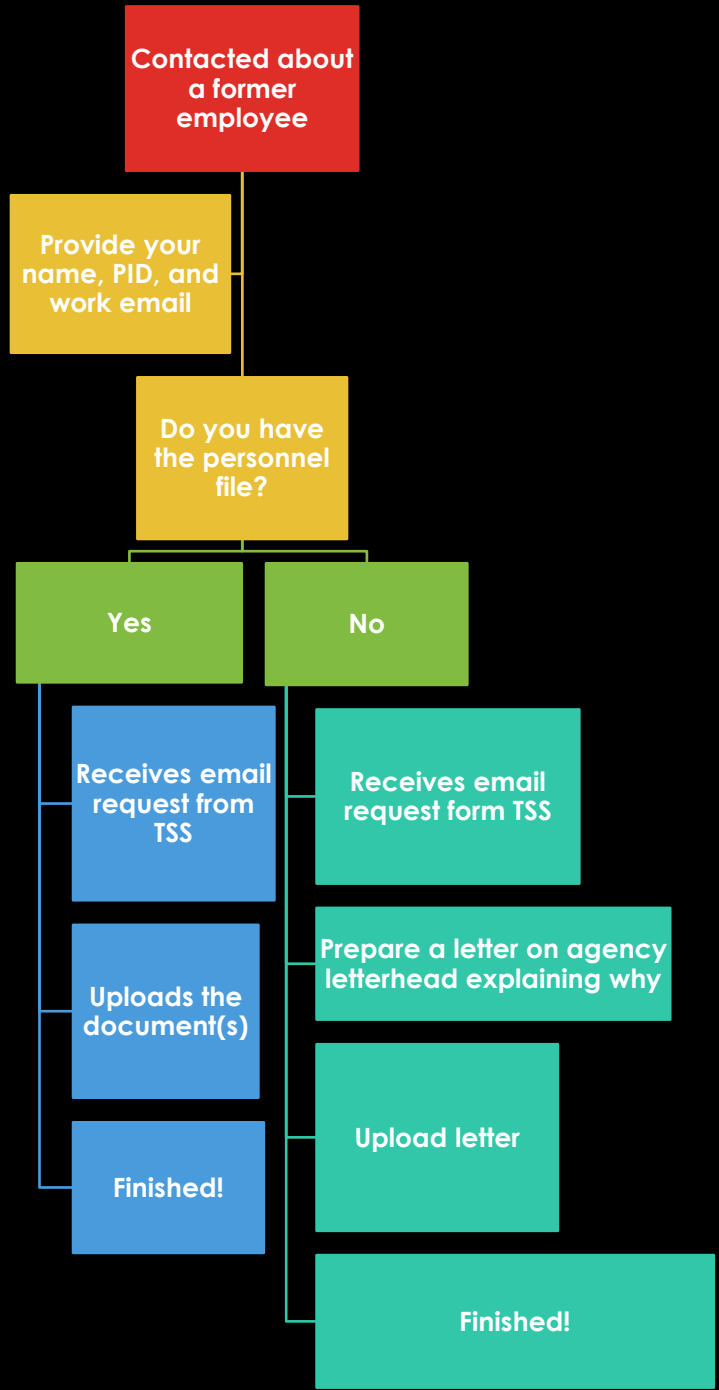 Contacted about
a former
employee
Provide your
name, PID, and
work email
Do you have
the personnel
file?
Yes
No
Receives email
request from
TSS
Uploads the
document(s)
Finished!
Receives email
request form TSS
Prepare a letter on agency
letterhead explaining why
Upload letter
Finished!